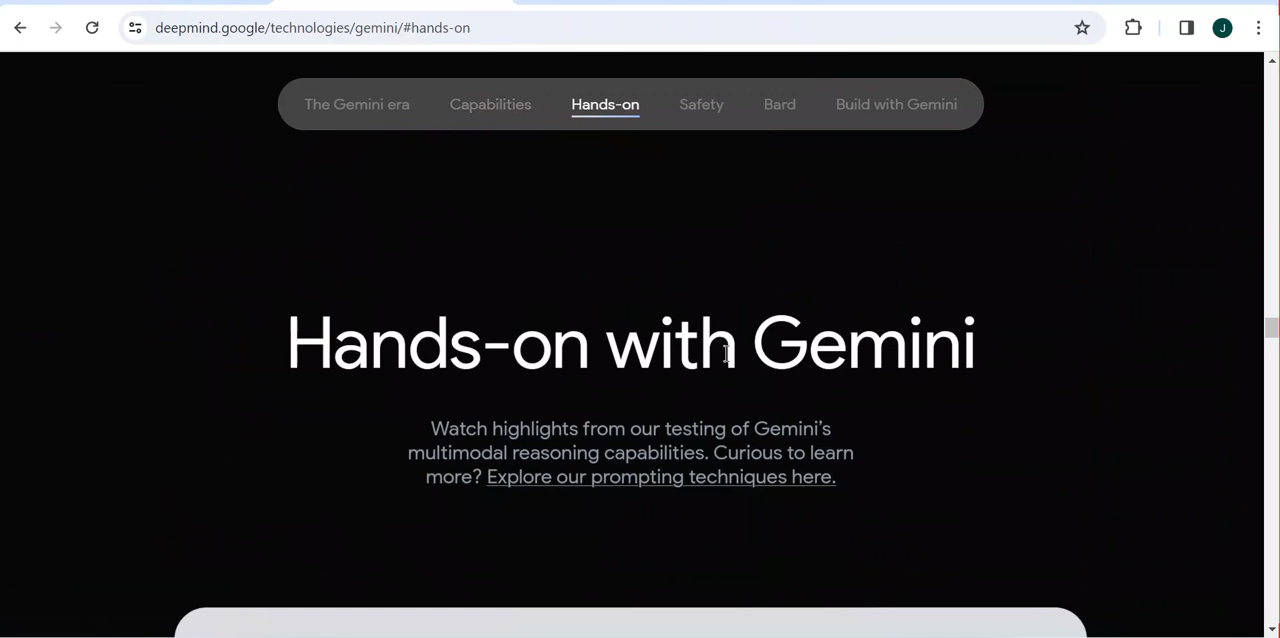 deepmind.google/technologies/gemini/#hands-on
J
The Gemini era Capabilities Hands-on Safety Bard Build with Gemini
Hands-on with Gemini
Watch highlights from our testing of Gemini’s
multimodal reasoning capabilities. Curious to learn
more? Explore our prompting techniques here.